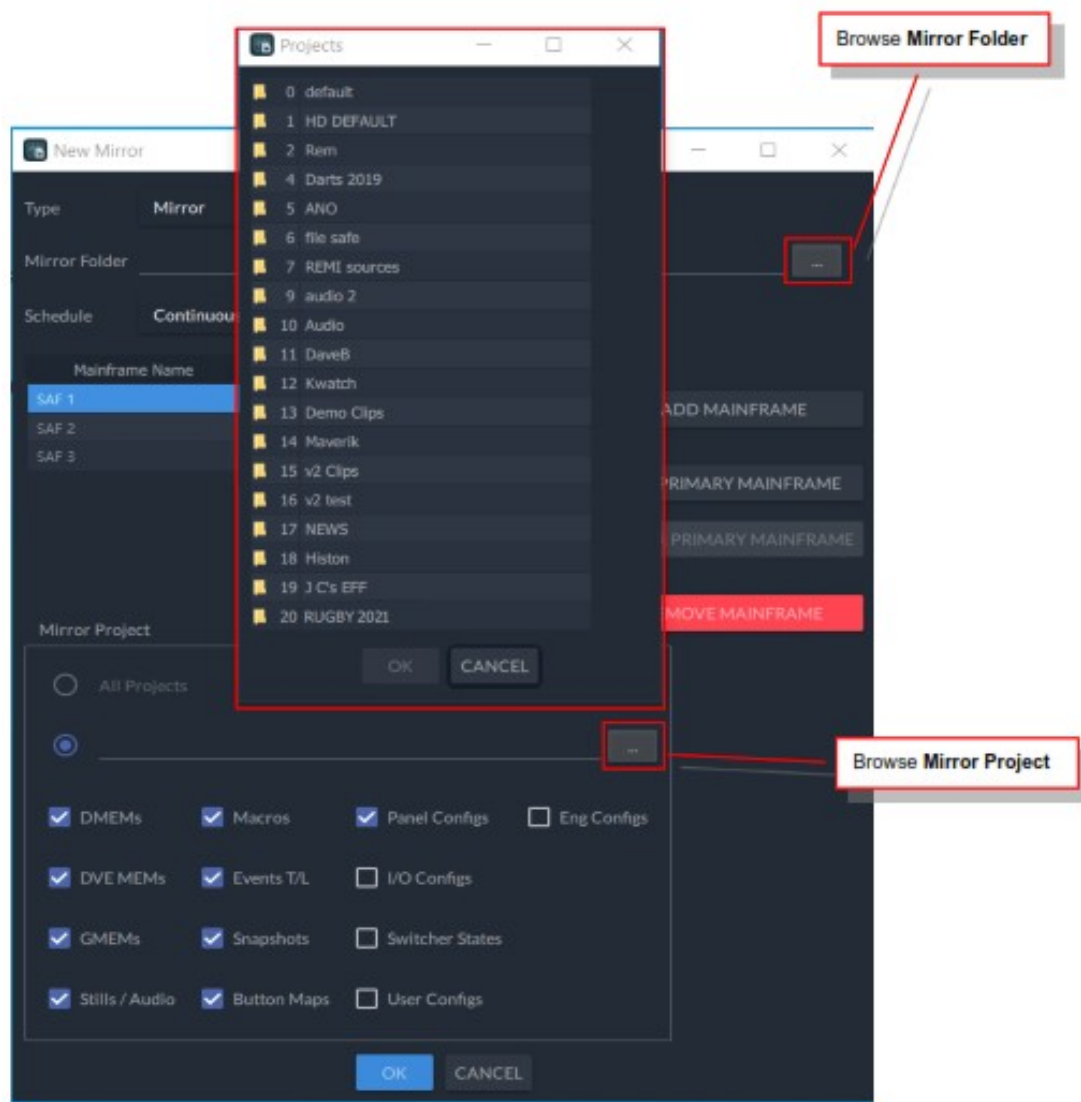 Projects
Browse Mirror Folder
0 default
1 HD DEFAULT
2 Rem
4 Darts 2019
5 ANO
6 file safe
7 REMI sources
9 audio 2
10 Audio
11 DaveB
12 Kwatch
13 Demo Clips
14 Maverik
15 v2 Clips
16 v2 test
17 NEWS
18 Histon
19 J C's EFF
20 RUGBY 2021
OK CANCEL
New Mirror
Type Mirror
Mirror Folder ...
Schedule Continuou
Mainframe Name
SAF 1
SAF 2
SAF 3
ADD MAINFRAME
PRIMARY MAINFRAME
PRIMARY MAINFRAME
MOVE MAINFRAME
Mirror Project
All Projects
...
Browse Mirror Project
DMEMs Macros Panel Configs Eng Configs
DVE MEMs Events T/L I/O Configs
GMEMs Snapshots Switcher States
Stills / Audio Button Maps User Configs
OK CANCEL